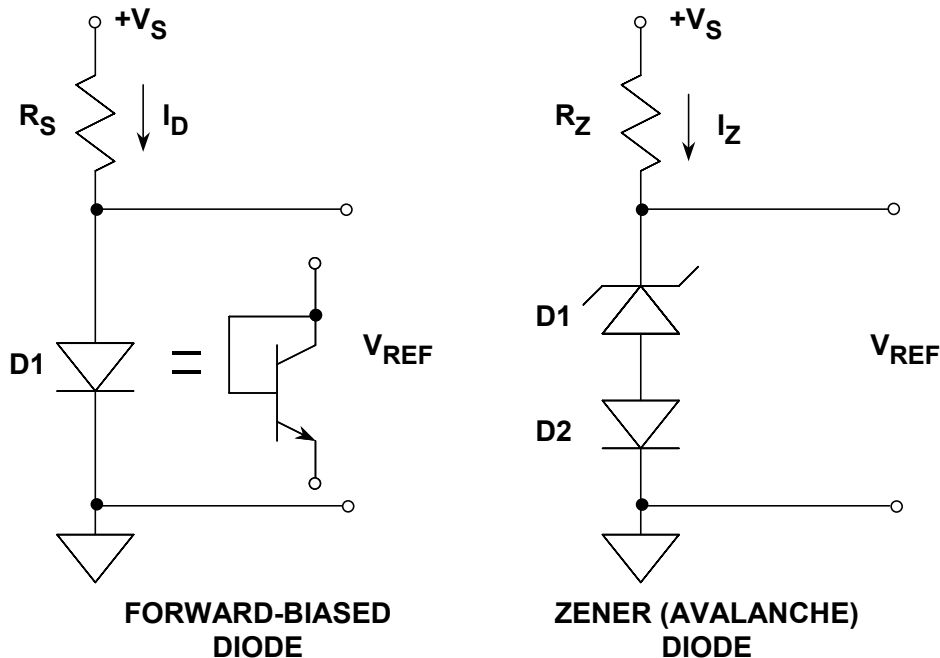 +VS
RS
ID
D1
=
VREF
FORWARD-BIASED
DIODE
+VS
RZ
IZ
D1
D2
VREF
ZENER (AVALANCHE)
DIODE